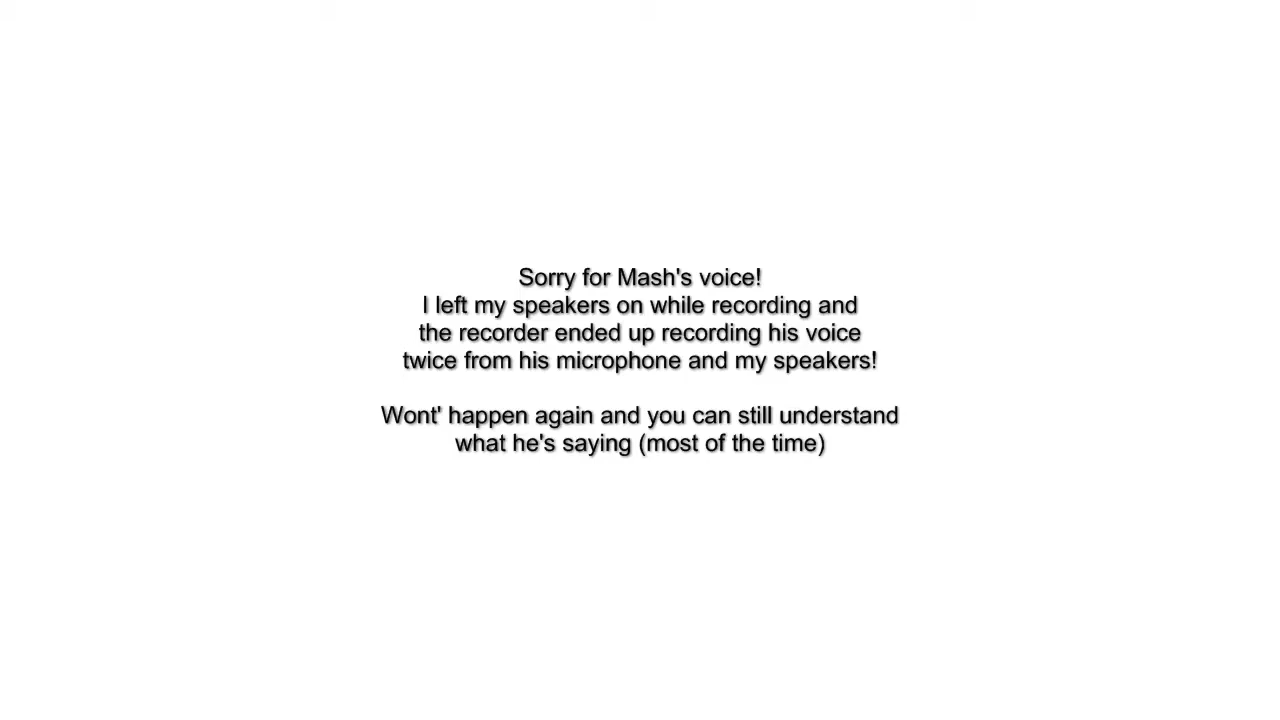 Sorry for Mash's voice!
I left my speakers on while recording and
the recorder ended up recording his voice
twice from his microphone and my speakers!
Wont' happen again and you can still understand
what he's saying (most of the time)